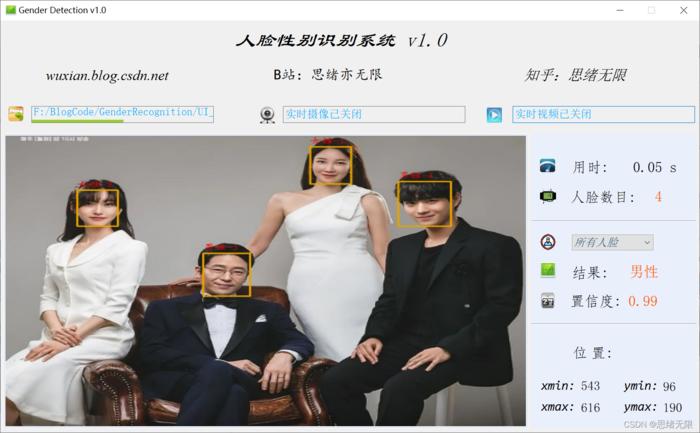 Gender Detection v1.0
人脸性别识别系统 v1.0
wuxian.blog.csdn.net
B站：思绪亦无限
知乎：思绪无限
F:/BlogCode/GenderRecognition/UI_
实时摄像已关闭
实时视频已关闭
用时： 0.05 s
人脸数目： 4
所有人脸
结果： 男性
置信度： 0.99
位置：
xmin: 543 ymin: 96
xmax: 616 ymax: 190
CSDN @思绪无限